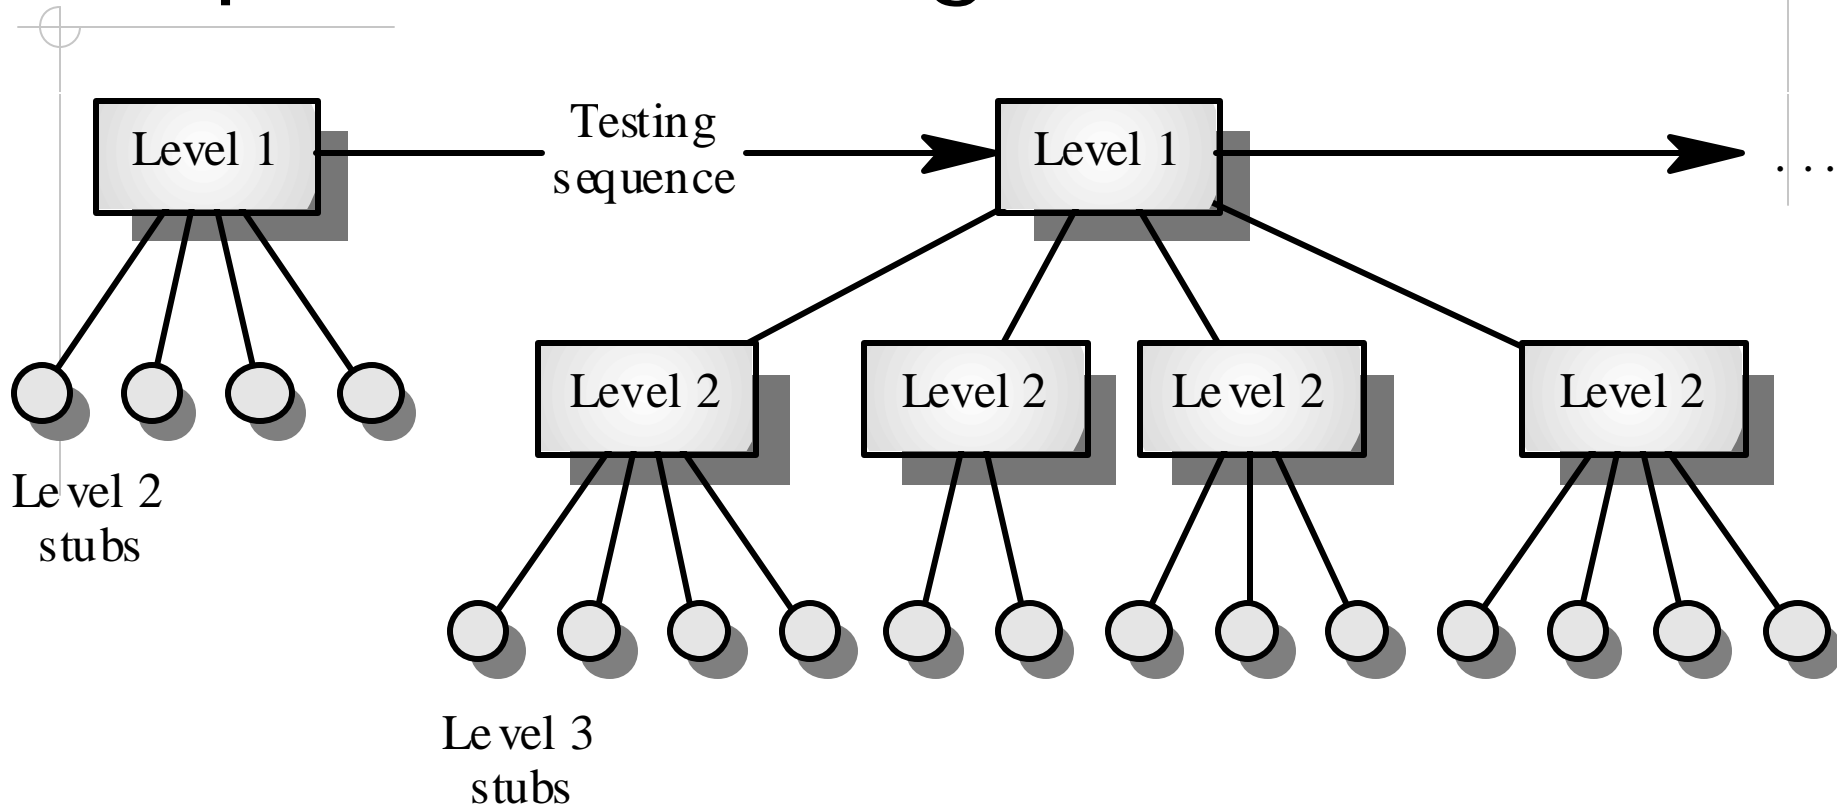 Level 1
Testing
sequence
Level 1
. . .
Level 2
Level 2
Level 2
Level 2
Level 2
stubs
Level 3
stubs